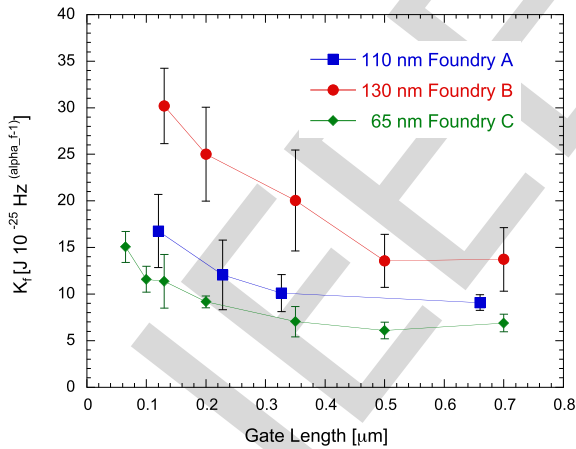 40
35
30
25
20
15
10
5
0
K_f [J 10 ^-25 Hz ^(alpha_f-1)]
110 nm Foundry A
130 nm Foundry B
65 nm Foundry C
0 0.1 0.2 0.3 0.4 0.5 0.6 0.7 0.8
Gate Length [μm]